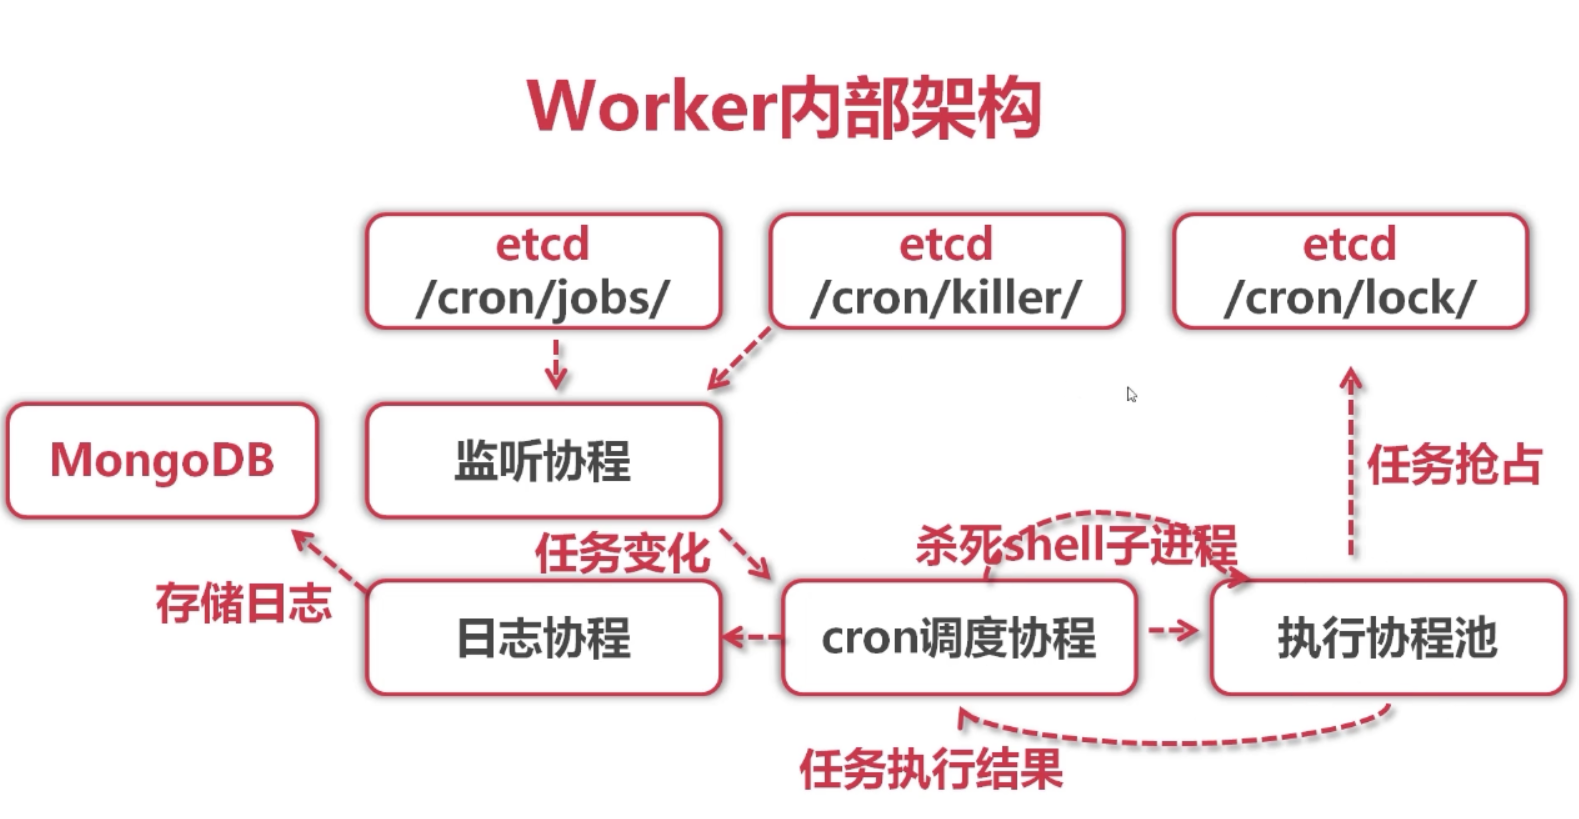 Worker内部架构
etcd
/cron/jobs/
etcd
/cron/killer/
etcd
/cron/lock/
MongoDB
监听协程
任务抢占
任务变化
杀死shell子进程
存储日志
日志协程
cron调度协程
执行协程池
任务执行结果